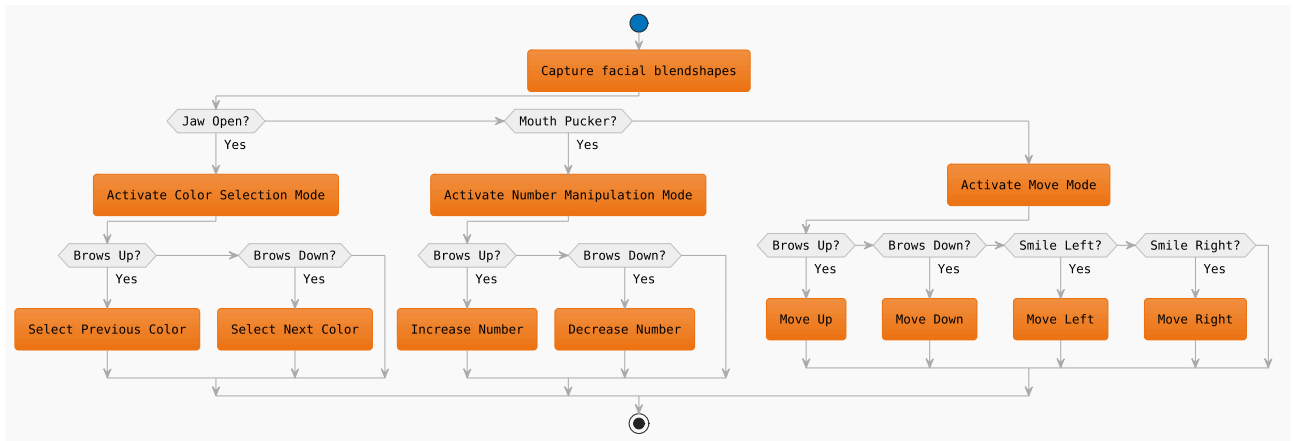 Capture facial blendshapes
Jaw Open?
Mouth Pucker?
Yes
Yes
Activate Color Selection Mode
Activate Number Manipulation Mode
Activate Move Mode
Brows Up?
Brows Down?
Brows Up?
Brows Down?
Brows Up?
Brows Down?
Smile Left?
Smile Right?
Yes
Yes
Yes
Yes
Yes
Yes
Yes
Yes
Select Previous Color
Select Next Color
Increase Number
Decrease Number
Move Up
Move Down
Move Left
Move Right